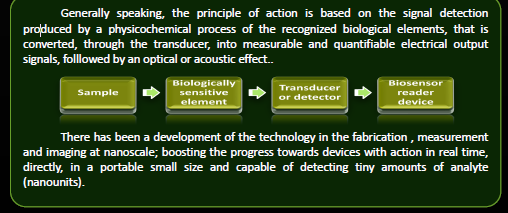 Generally speaking, the principle of action is based on the signal detection
produced by a physicochemical process of the recognized biological elements, that is
converted, through the transducer, into measurable and quantifiable electrical output
signals, folllowed by an optical or acoustic effect..
Sample
Biologically
sensitive
element
Transducer
or detector
Biosensor
reader
device
There has been a development of the technology in the fabrication , measurement
and imaging at nanoscale; boosting the progress towards devices with action in real time,
directly, in a portable small size and capable of detecting tiny amounts of analyte
(nanounits).